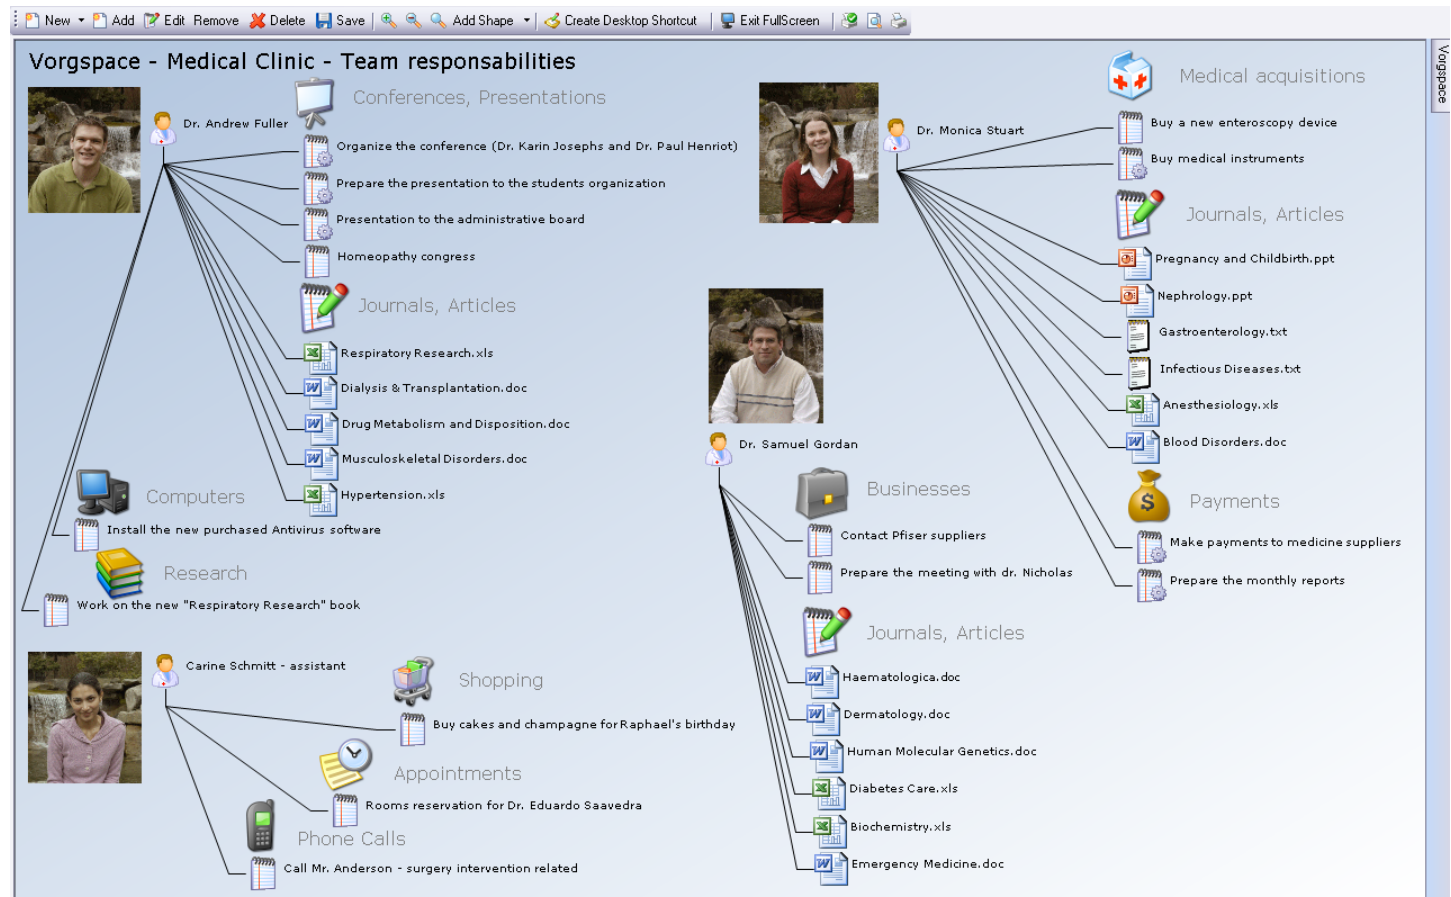 New Add Edit Remove Delete Save Add Shape Create Desktop Shortcut Exit FullScreen
Vorgspace
Vorgspace - Medical Clinic - Team responsabilities
Dr. Andrew Fuller
Conferences, Presentations
Organize the conference (Dr. Karin Josephs and Dr. Paul Henriot)
Prepare the presentation to the students organization
Presentation to the administrative board
Homeopathy congress
Journals, Articles
Respiratory Research.xls
Dialysis & Transplantation.doc
Drug Metabolism and Disposition.doc
Musculoskeletal Disorders.doc
Hypertension.xls
Computers
Install the new purchased Antivirus software
Research
Work on the new "Respiratory Research" book
Carine Schmitt - assistant
Shopping
Buy cakes and champagne for Raphael's birthday
Appointments
Rooms reservation for Dr. Eduardo Saavedra
Phone Calls
Call Mr. Anderson - surgery intervention related
Dr. Monica Stuart
Medical acquisitions
Buy a new enteroscopy device
Buy medical instruments
Journals, Articles
Pregnancy and Childbirth.ppt
Nephrology.ppt
Gastroenterology.txt
Infectious Diseases.txt
Anesthesiology.xls
Blood Disorders.doc
Payments
Make payments to medicine suppliers
Prepare the monthly reports
Dr. Samuel Gordan
Businesses
Contact Pfiser suppliers
Prepare the meeting with dr. Nicholas
Journals, Articles
Haematologica.doc
Dermatology.doc
Human Molecular Genetics.doc
Diabetes Care.xls
Biochemistry.xls
Emergency Medicine.doc